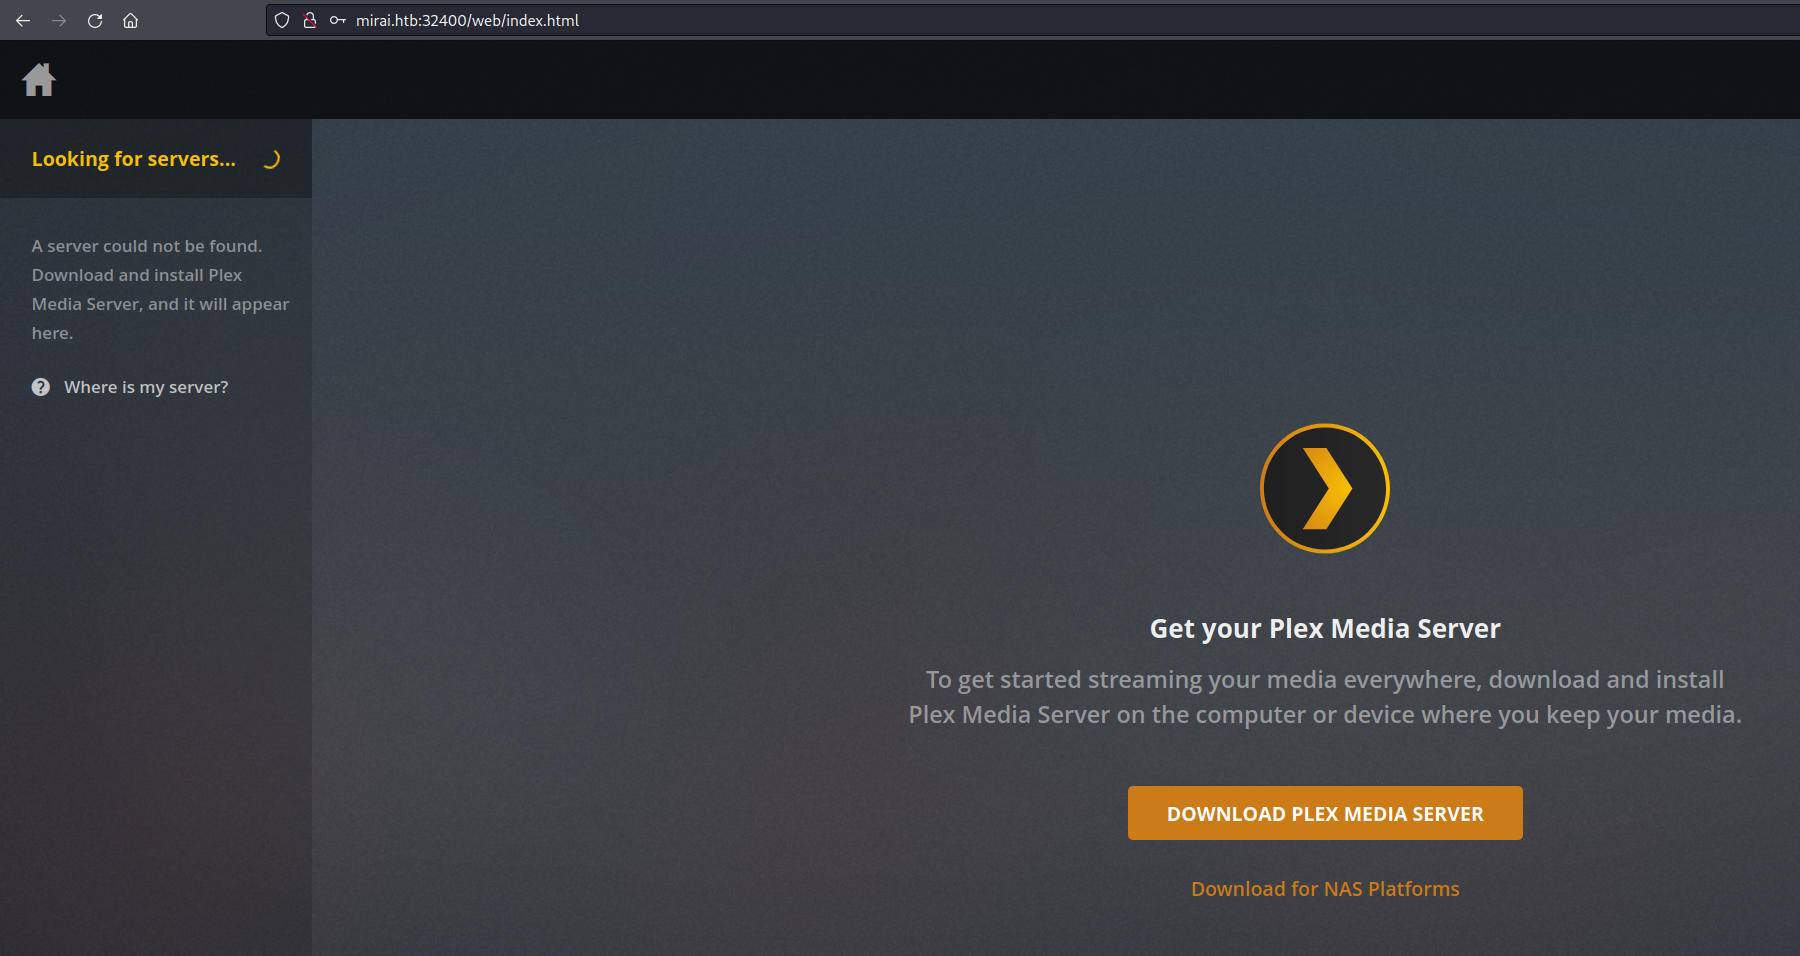 mirai.htb:32400/web/index.html
Looking for servers...
A server could not be found.
Download and install Plex
Media Server, and it will appear
here.
? Where is my server?
Get your Plex Media Server
To get started streaming your media everywhere, download and install
Plex Media Server on the computer or device where you keep your media.
DOWNLOAD PLEX MEDIA SERVER
Download for NAS Platforms